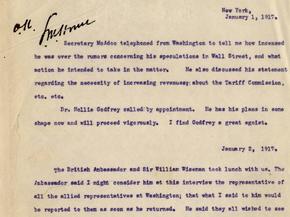 New York,
January 1, 1917.
O.K.
Secretary McAdoo telephoned from Washington to tell me how incensed
he was over the rumors concerning his speculations in Wall Street, and what
action he intended to take in the matter. He also discussed his statement
regarding the necessity of increasing revenues; about the Tariff Commission,
etc. etc.
Dr. Hollis Godfrey called by appointment. He has his plans in some
shape now and will proceed vigorously. I find Godfrey a great egoist.
January 2, 1917.
The British Ambassador and Sir William Wiseman took lunch with us. The
Ambassador said I might consider him at this interview the representative of
all the allied representatives at Washington; that what I said to him would
be reported to them as soon as he returned. He said they all wished to see